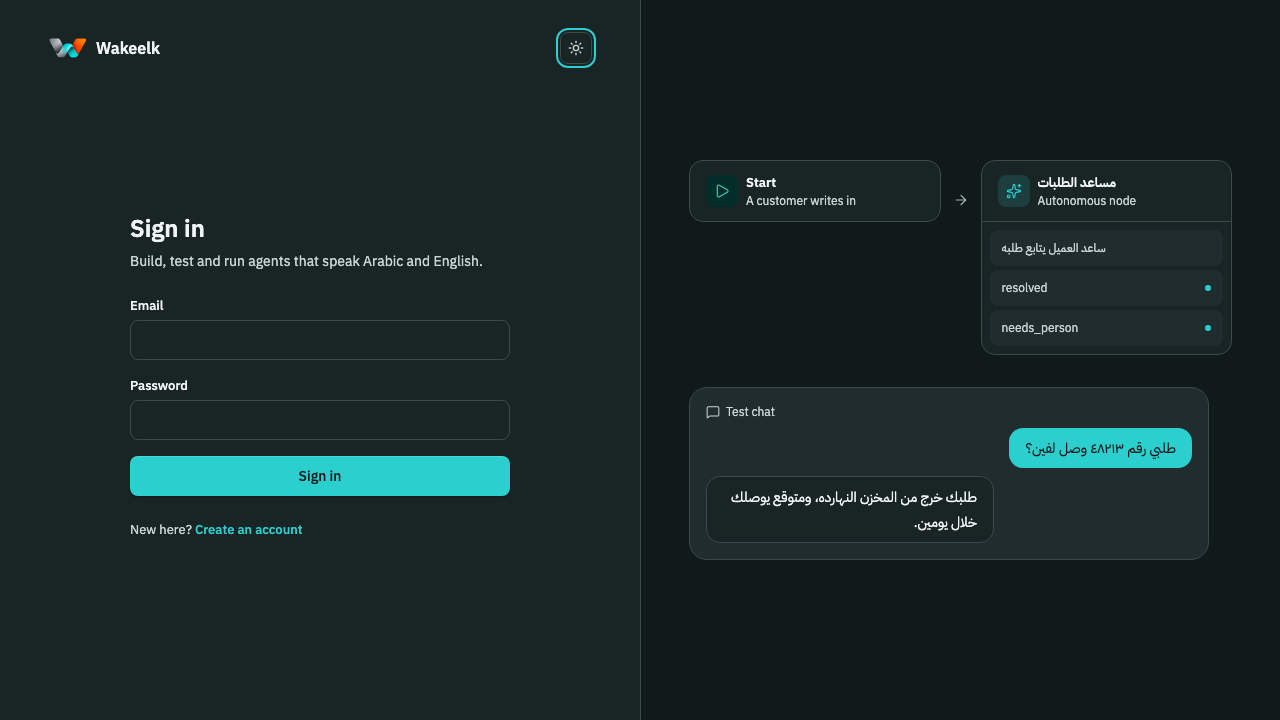 Wakeelk
Sign in
Build, test and run agents that speak Arabic and English.
Email
Password
Sign in
New here? Create an account
Start
A customer writes in
مساعد الطلبات
Autonomous node
ساعد العميل يتابع طلبه
resolved
needs_person
Test chat
طلبي رقم ٤٨٢١٣ وصل لفين؟
طلبك خرج من المخزن النهارده، ومتوقع يوصلك
خلال يومين.